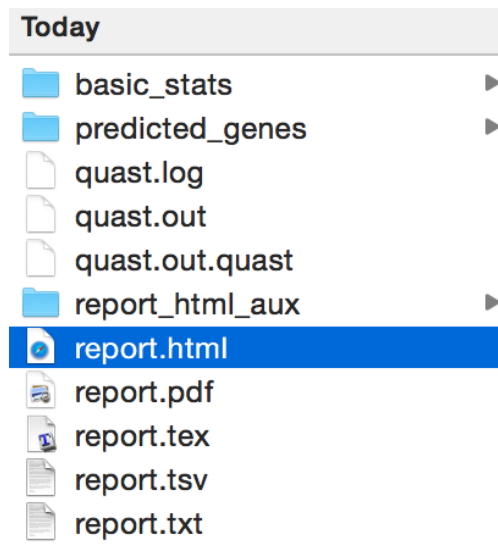 Today
basic_stats
predicted_genes
quast.log
quast.out
quast.out.quast
report_html_aux
report.html
report.pdf
report.tex
report.tsv
report.txt